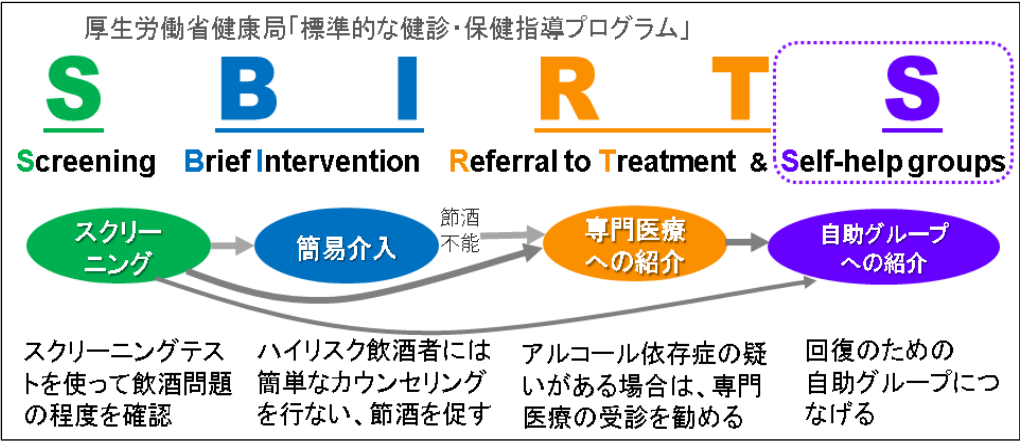 厚生労働省健康局「標準的な健診・保健指導プログラム」
S B I R T S
Screening Brief Intervention Referral to Treatment & Self-help groups
スクリー
ニング
簡易介入
節酒
不能
専門医療
への紹介
自助グループ
への紹介
スクリーニングテス
トを使って飲酒問題
の程度を確認
ハイリスク飲酒者には
簡単なカウンセリング
を行ない、節酒を促す
アルコール依存症の疑
いがある場合は、専門
医療の受診を勧める
回復のための
自助グループにつ
なげる